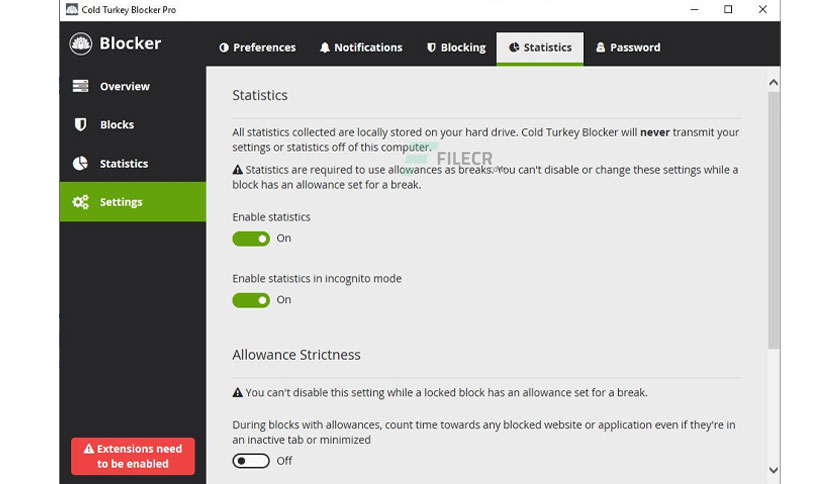 Cold Turkey Blocker Pro
Blocker
Preferences
Notifications
Blocking
Statistics
Password
Overview
Blocks
Statistics
Settings
Extensions need
to be enabled
Statistics
All statistics collected are locally stored on your hard drive. Cold Turkey Blocker will never transmit your
settings or statistics off of this computer.
FILECR
.com
Statistics are required to use allowances as breaks. You can't disable or change these settings while a
block has an allowance set for a break.
Enable statistics
On
Enable statistics in incognito mode
On
Allowance Strictness
You can't disable this setting while a locked block has an allowance set for a break.
During blocks with allowances, count time towards any blocked website or application even if they're in
an inactive tab or minimized
Off